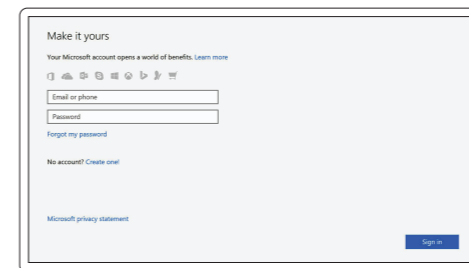 Make it yours
Your Microsoft account opens a world of benefits. Learn more
Email or phone
Password
Forgot my password
No account? Create one!
Microsoft privacy statement
Sign in